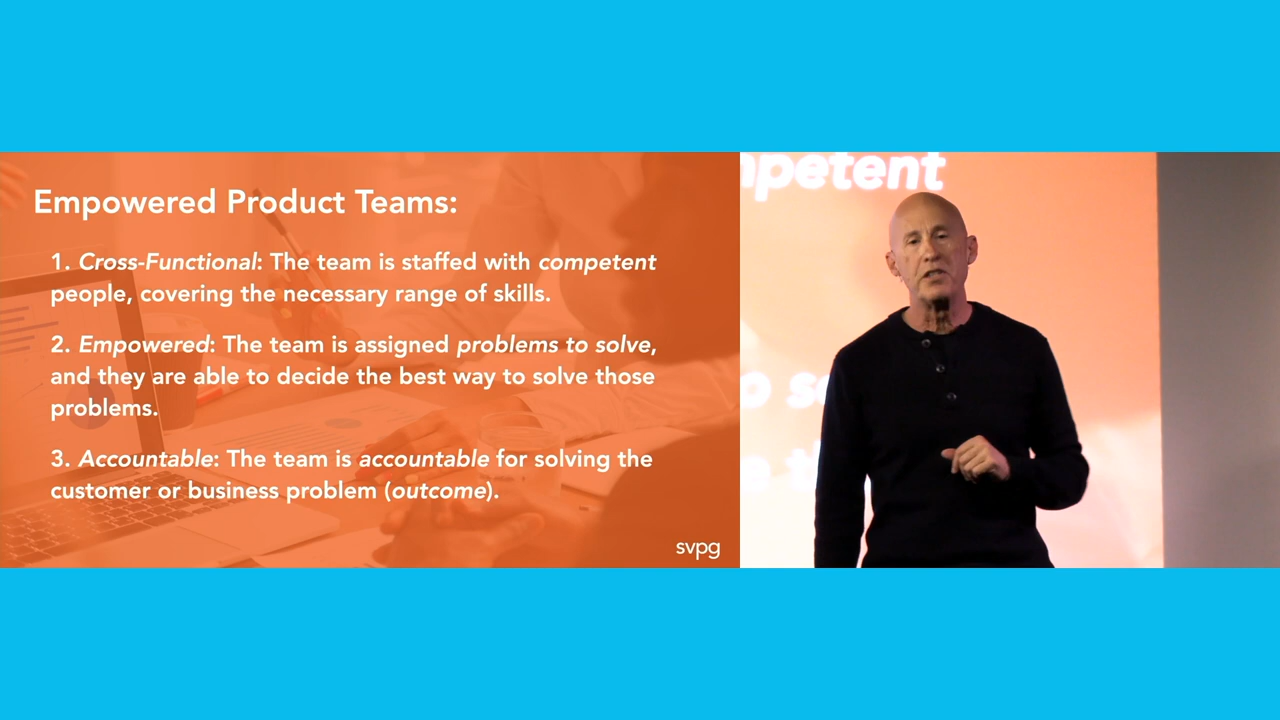 Empowered Product Teams:
1. Cross-Functional: The team is staffed with competent
people, covering the necessary range of skills.
2. Empowered: The team is assigned problems to solve,
and they are able to decide the best way to solve those
problems.
3. Accountable: The team is accountable for solving the
customer or business problem (outcome).
svpg